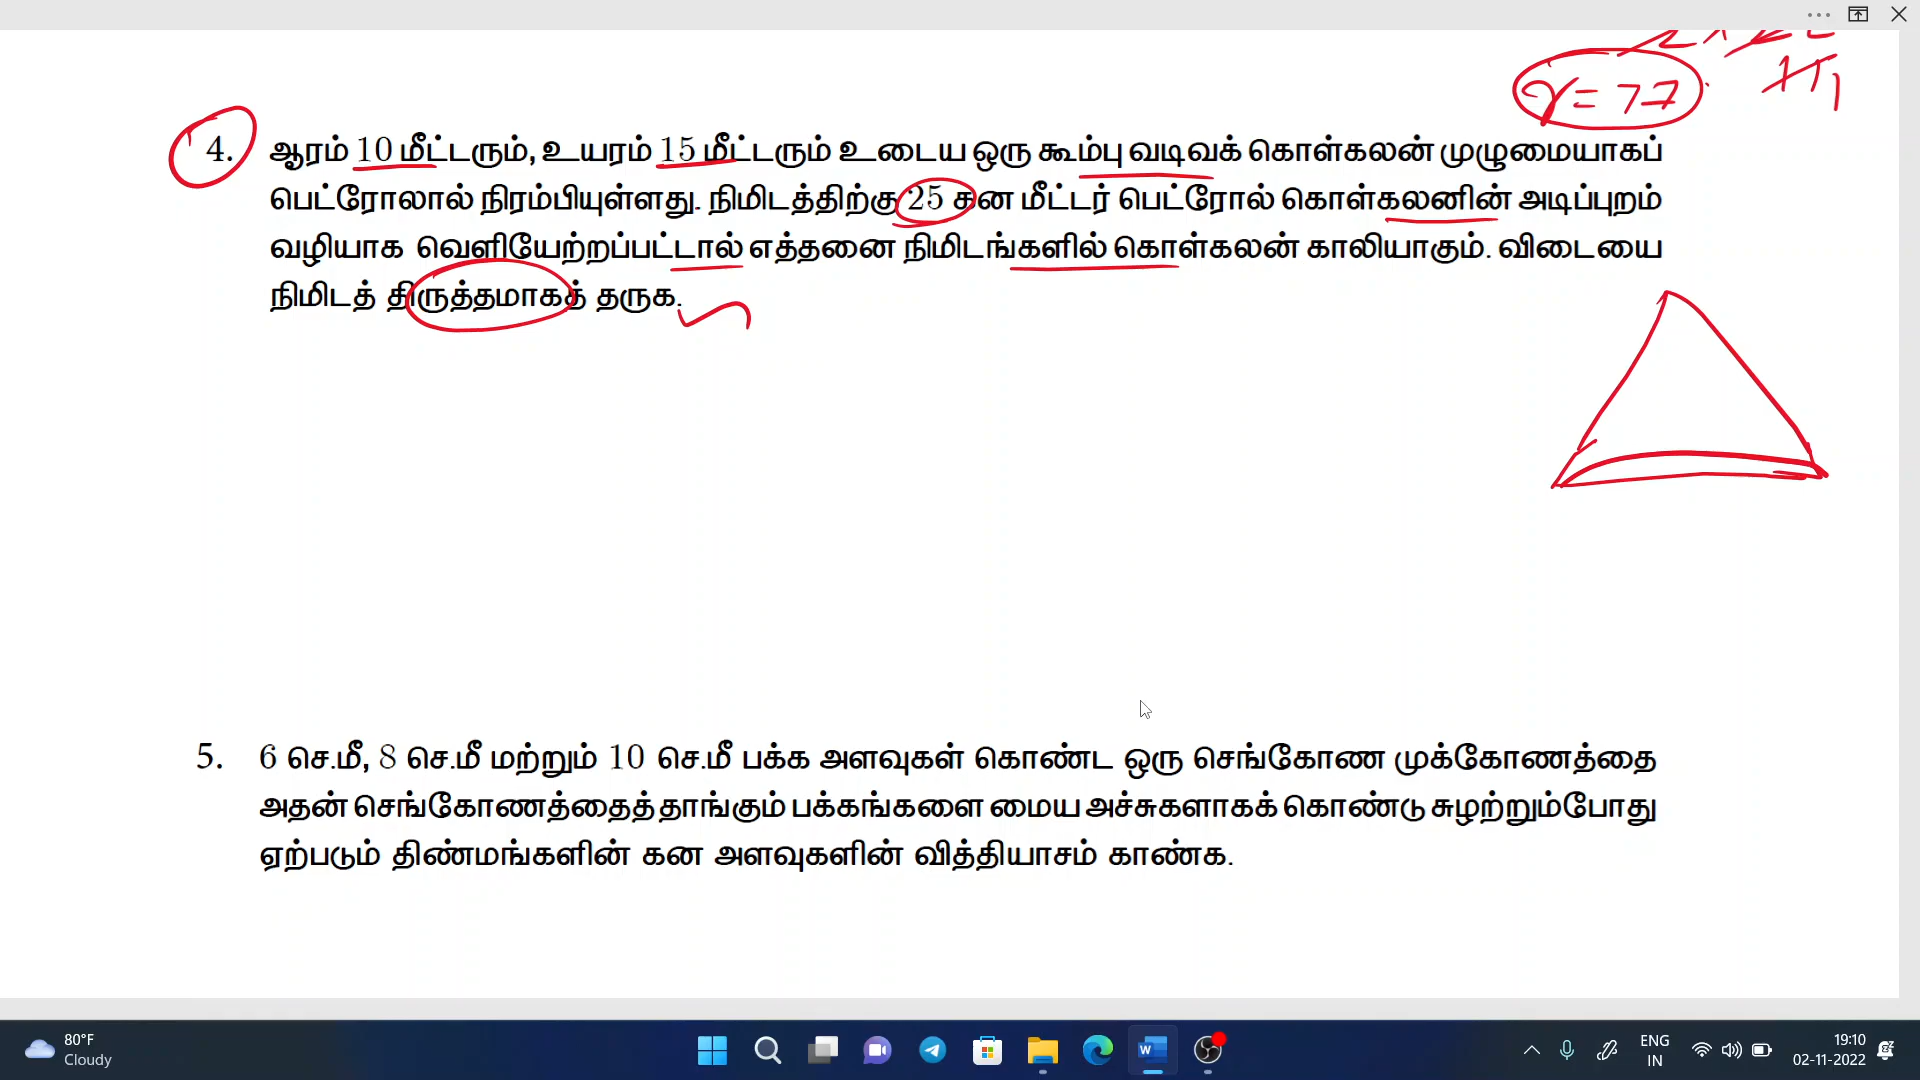 r = 77
4. ஆரம் 10 மீட்டரும், உயரம் 15 மீட்டரும் உடைய ஒரு கூம்பு வடிவக் கொள்கலன் முழுமையாகப்
பெட்ரோலால் நிரம்பியுள்ளது. நிமிடத்திற்கு 25 கன மீட்டர் பெட்ரோல் கொள்கலனின் அடிப்புறம்
வழியாக வெளியேற்றப்பட்டால் எத்தனை நிமிடங்களில் கொள்கலன் காலியாகும். விடையை
நிமிடத் திருத்தமாகத் தருக.
5. 6 செ.மீ, 8 செ.மீ மற்றும் 10 செ.மீ பக்க அளவுகள் கொண்ட ஒரு செங்கோண முக்கோணத்தை
அதன் செங்கோணத்தைத் தாங்கும் பக்கங்களை மைய அச்சுகளாகக் கொண்டு சுழற்றும்போது
ஏற்படும் திண்மங்களின் கன அளவுகளின் வித்தியாசம் காண்க.
80°F
Cloudy
ENG
IN
19:10
02-11-2022